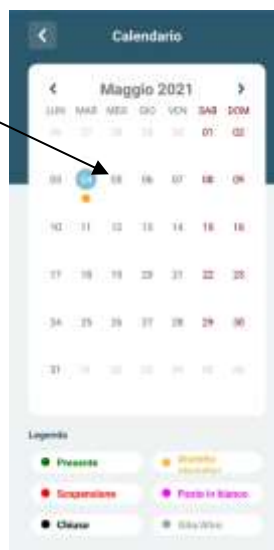 Calendario
Maggio 2021
LUN MAR MER GIO VEN SAB DOM
01 02
03 04 05 06 07 08 09
10 11 12 13 14 15 16
17 18 19 20 21 22 23
24 25 26 27 28 29 30
31
Legenda
Presente
Sospensione
Pasto in bianco
Chiuso